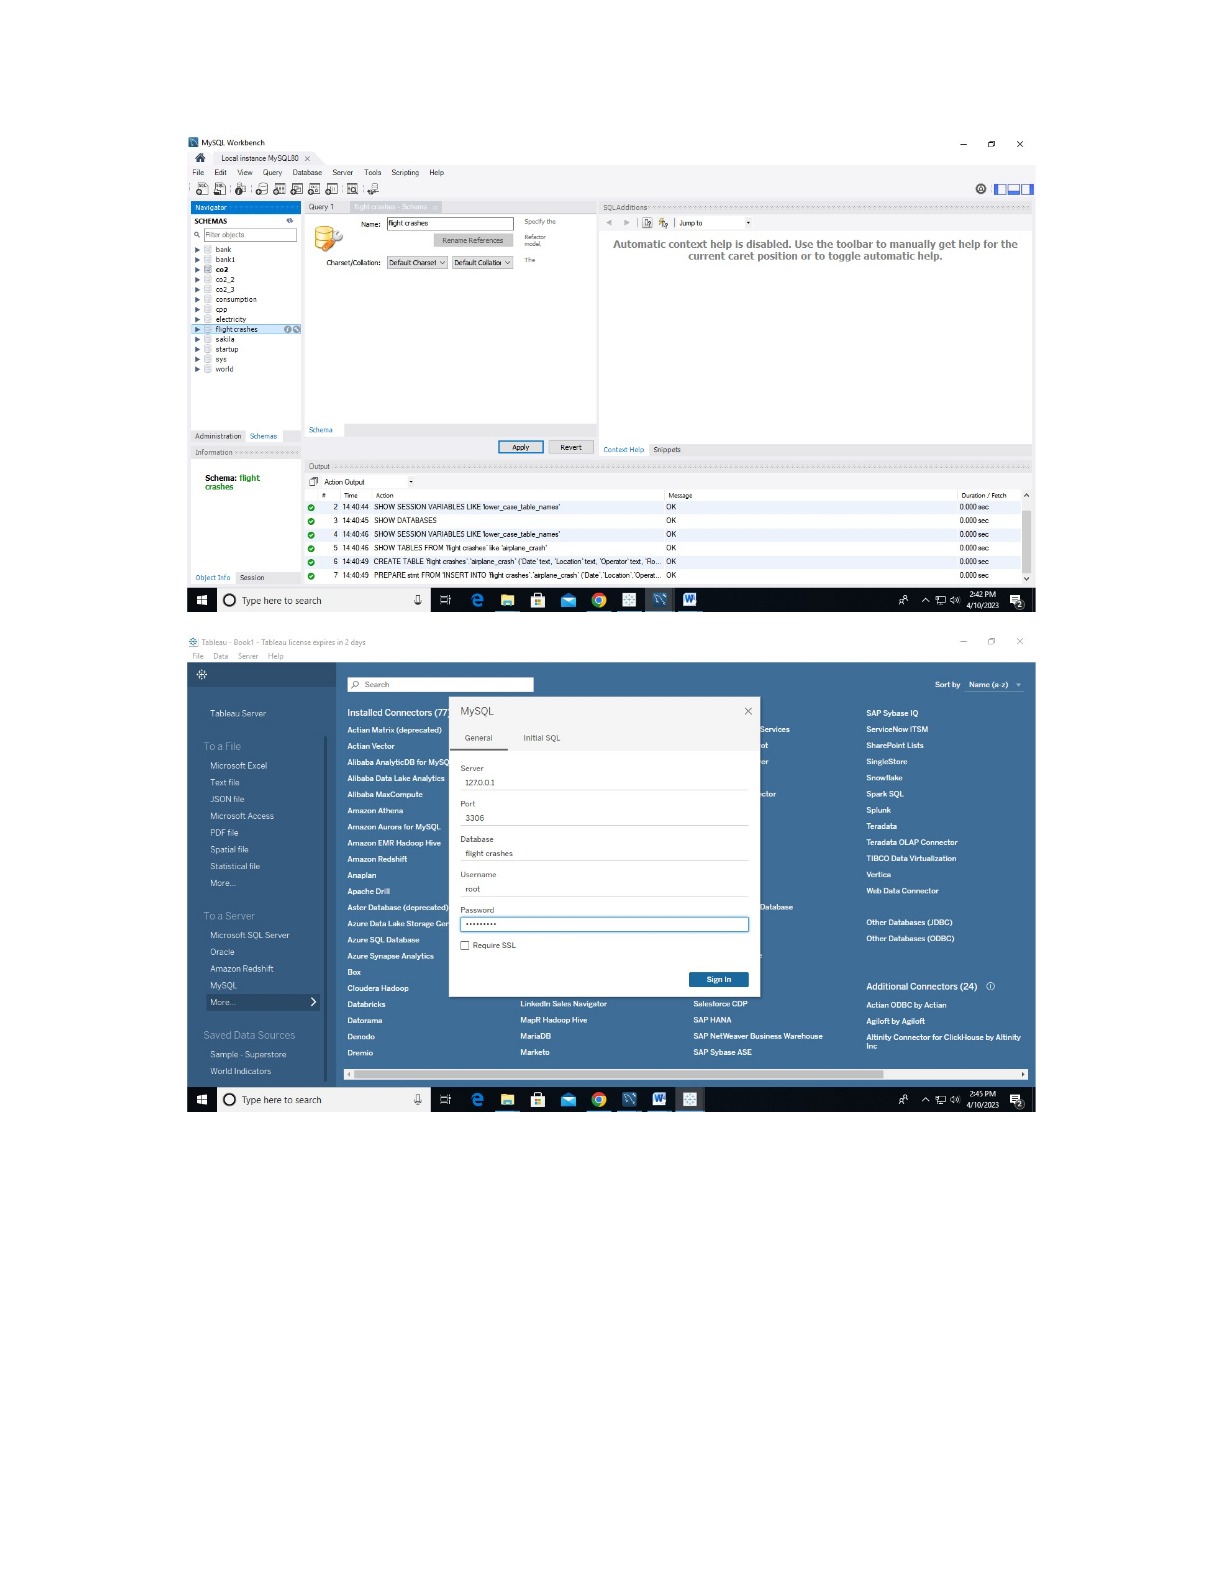 MySQL Workbench
Local instance MySQL80
File Edit View Query Database Server Tools Scripting Help
Navigator
SCHEMAS
Filter objects
bank
bank1
co2
co2_2
co2_3
consumption
cpp
electricity
flight crashes
sakila
startup
sys
world
Administration Schemas
Information
Schema: flight
crashes
Object Info Session
Query 1 flight crashes - Schema
Name: flight crashes
Specify the
Rename References
Refactor
model,
Charset/Collation: Default Charset Default Collation
The
Schema
Apply Revert
SQLAdditions
Jump to
Automatic context help is disabled. Use the toolbar to manually get help for the
current caret position or to toggle automatic help.
Context Help Snippets
Output
Action Output
# Time Action Message Duration / Fetch
2 14:40:44 SHOW SESSION VARIABLES LIKE 'lower_case_table_names' OK 0.000 sec
3 14:40:45 SHOW DATABASES OK 0.000 sec
4 14:40:46 SHOW SESSION VARIABLES LIKE 'lower_case_table_names' OK 0.000 sec
5 14:40:46 SHOW TABLES FROM `flight crashes` like 'airplane_crash' OK 0.000 sec
6 14:40:49 CREATE TABLE `flight crashes`.`airplane_crash` (`Date` text, `Location` text, `Operator` text, `Ro... OK 0.000 sec
7 14:40:49 PREPARE stmt FROM 'INSERT INTO `flight crashes`.`airplane_crash` (`Date`,`Location`,`Operat... OK 0.000 sec
Type here to search
2:42 PM
4/10/2023
2
Tableau - Book1 - Tableau license expires in 2 days
File Data Server Help
Tableau Server
To a File
Microsoft Excel
Text file
JSON file
Microsoft Access
PDF file
Spatial file
Statistical file
More...
To a Server
Microsoft SQL Server
Oracle
Amazon Redshift
MySQL
More...
Saved Data Sources
Sample - Superstore
World Indicators
Search
Sort by Name (a-z)
Installed Connectors (77)
Actian Matrix (deprecated)
Actian Vector
Alibaba AnalyticDB for MySQ
Alibaba Data Lake Analytics
Alibaba MaxCompute
Amazon Athena
Amazon Aurora for MySQL
Amazon EMR Hadoop Hive
Amazon Redshift
Anaplan
Apache Drill
Aster Database (deprecated)
Azure Data Lake Storage Gen
Azure SQL Database
Azure Synapse Analytics
Box
Cloudera Hadoop
Databricks
Datorama
Denodo
Dremio
MySQL
General Initial SQL
Server
127.0.0.1
Port
3306
Database
flight crashes
Username
root
Password
•••••••••
Require SSL
Sign In
LinkedIn Sales Navigator
MapR Hadoop Hive
MariaDB
Marketo
Services
ot
er
ctor
Database
Salesforce CDP
SAP HANA
SAP NetWeaver Business Warehouse
SAP Sybase ASE
SAP Sybase IQ
ServiceNow ITSM
SharePoint Lists
SingleStore
Snowflake
Spark SQL
Splunk
Teradata
Teradata OLAP Connector
TIBCO Data Virtualization
Vertica
Web Data Connector
Other Databases (JDBC)
Other Databases (ODBC)
Additional Connectors (24)
Actian ODBC by Actian
Agiloft by Agiloft
Altinity Connector for ClickHouse by Altinity
Inc
Type here to search
2:45 PM
4/10/2023
2